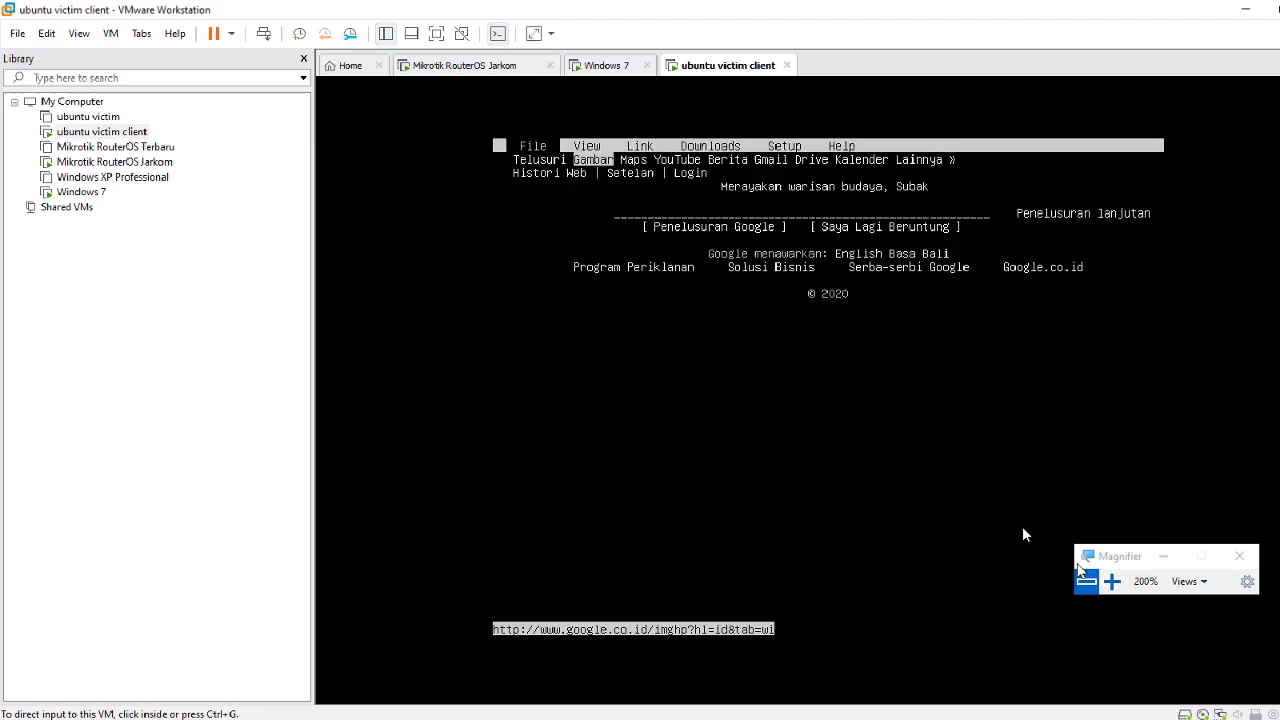 ubuntu victim client - VMware Workstation
File Edit View VM Tabs Help
Library
Type here to search
My Computer
ubuntu victim
ubuntu victim client
Mikrotik RouterOS Terbaru
Mikrotik RouterOS Jarkom
Windows XP Professional
Windows 7
Shared VMs
Home Mikrotik RouterOS Jarkom Windows 7 ubuntu victim client
File View Link Downloads Setup Help
Telusuri Gambar Maps YouTube Berita Gmail Drive Kalender Lainnya »
Histori Web | Setelan | Login
Merayakan warisan budaya, Subak
________________________________________________________ Penelusuran lanjutan
[ Penelusuran Google ] [ Saya Lagi Beruntung ]
Google menawarkan: English Basa Bali
Program Periklanan Solusi Bisnis Serba-serbi Google Google.co.id
© 2020
Magnifier
200% Views
http://www.google.co.id/imghp?hl=id&tab=wi
To direct input to this VM, click inside or press Ctrl+G.